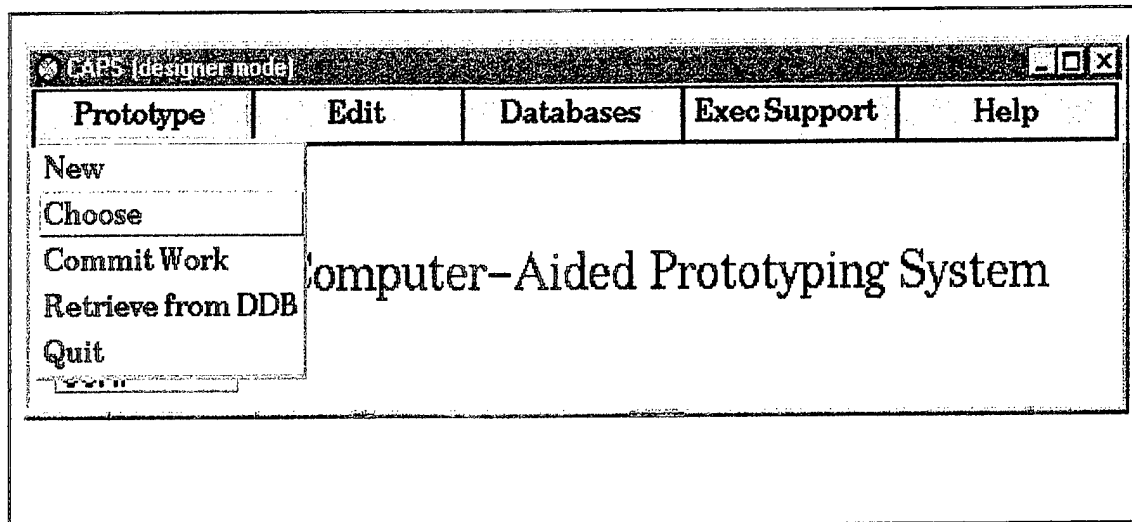 CAPS (designer mode)
Prototype Edit Databases Exec Support Help
New
Choose
Commit Work
omputer-Aided Prototyping System
Retrieve from DDB
Quit